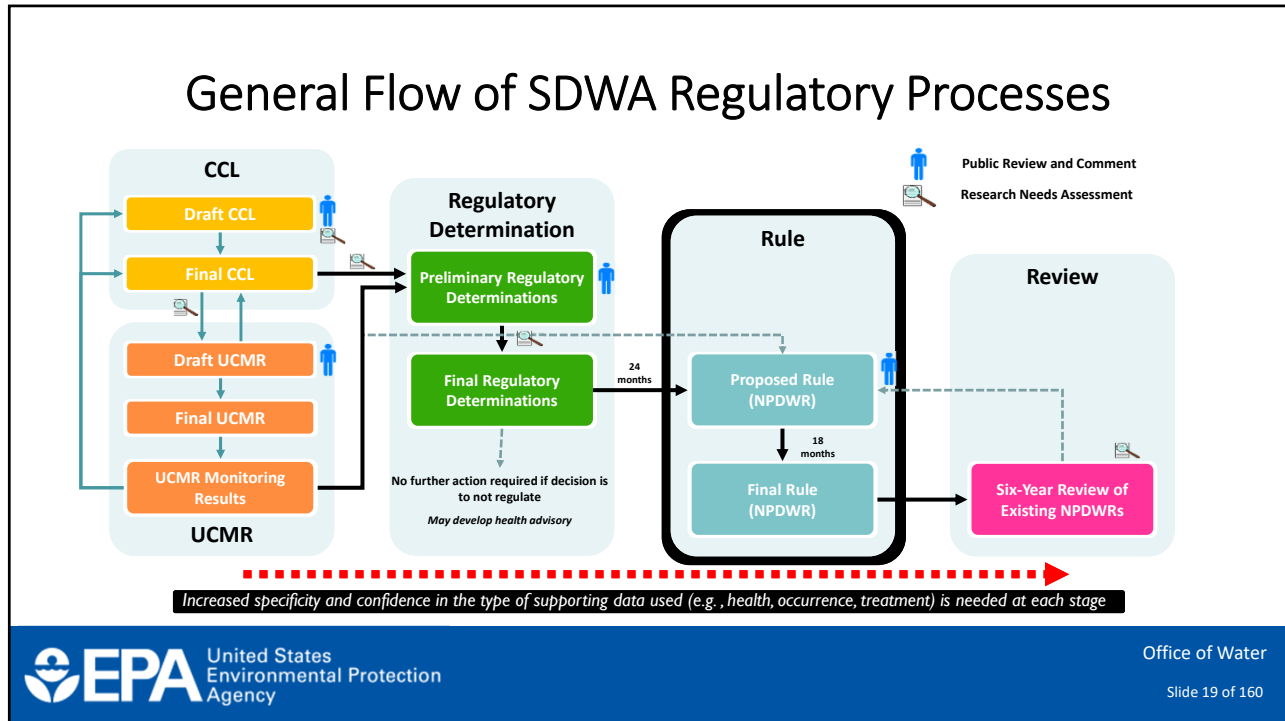 General Flow of SDWA Regulatory Processes
CCL
Draft CCL
Final CCL
Draft UCMR
Final UCMR
UCMR Monitoring
Results
UCMR
Regulatory
Determination
Preliminary Regulatory
Determinations
Final Regulatory
Determinations
No further action required if decision is
to not regulate
May develop health advisory
24
months
Rule
Proposed Rule
(NPDWR)
18
months
Final Rule
(NPDWR)
Public Review and Comment
Research Needs Assessment
Review
Six-Year Review of
Existing NPDWRs
Increased specificity and confidence in the type of supporting data used (e.g., health, occurrence, treatment) is needed at each stage
EPA
United States
Environmental Protection
Agency
Office of Water
Slide 19 of 160